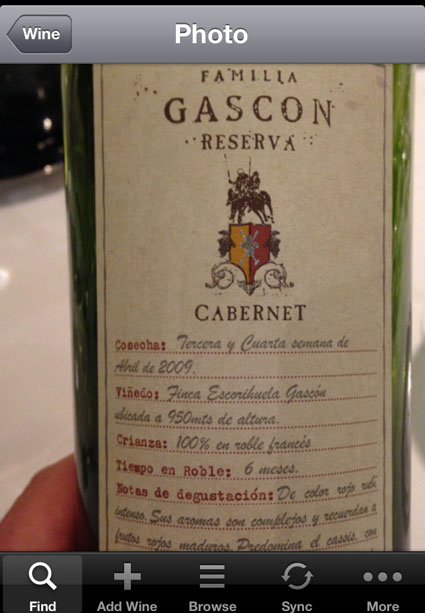 Wine
Photo
FAMILIA
GASCON
RESERVA
CABERNET
Cosecha: Tercera y Cuarta semana de
Abril de 2009.
Viñedo: Finca Escorihuela Gascón
ubicada a 950mts de altura.
Crianza: 100% en roble francés
Tiempo en Roble: 6 meses.
Notas de degustación: De color rojo rubí
intenso. Sus aromas son complejos y recuerdan a
frutos rojos maduros. Predomina el cassis, con
Find
Add Wine
Browse
Sync
More